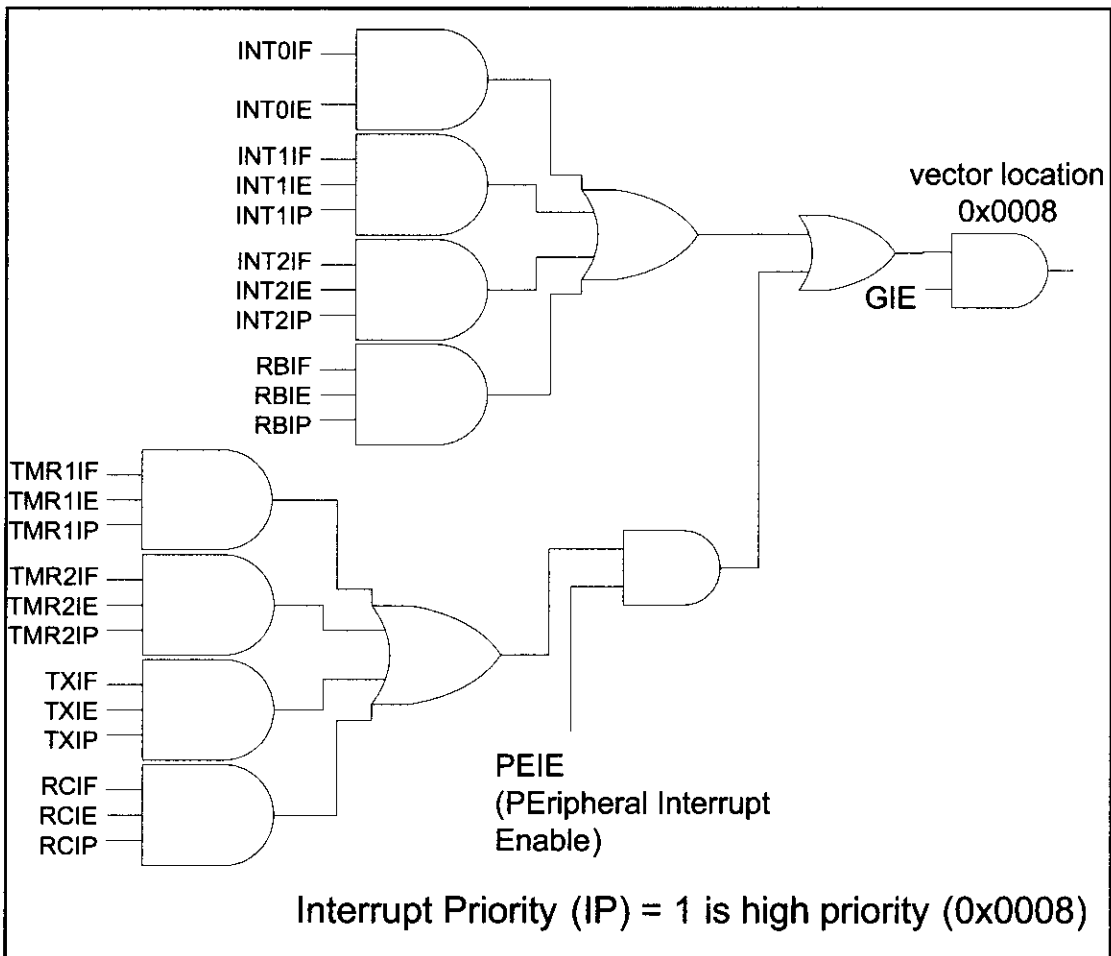 INT0IF
INT0IE
INT1IF
INT1IE
INT1IP
INT2IF
INT2IE
INT2IP
RBIF
RBIE
RBIP
vector location
0x0008
GIE
TMR1IF
TMR1IE
TMR1IP
TMR2IF
TMR2IE
TMR2IP
TXIF
TXIE
TXIP
RCIF
RCIE
RCIP
PEIE
(PEripheral Interrupt
Enable)
Interrupt Priority (IP) = 1 is high priority (0x0008)